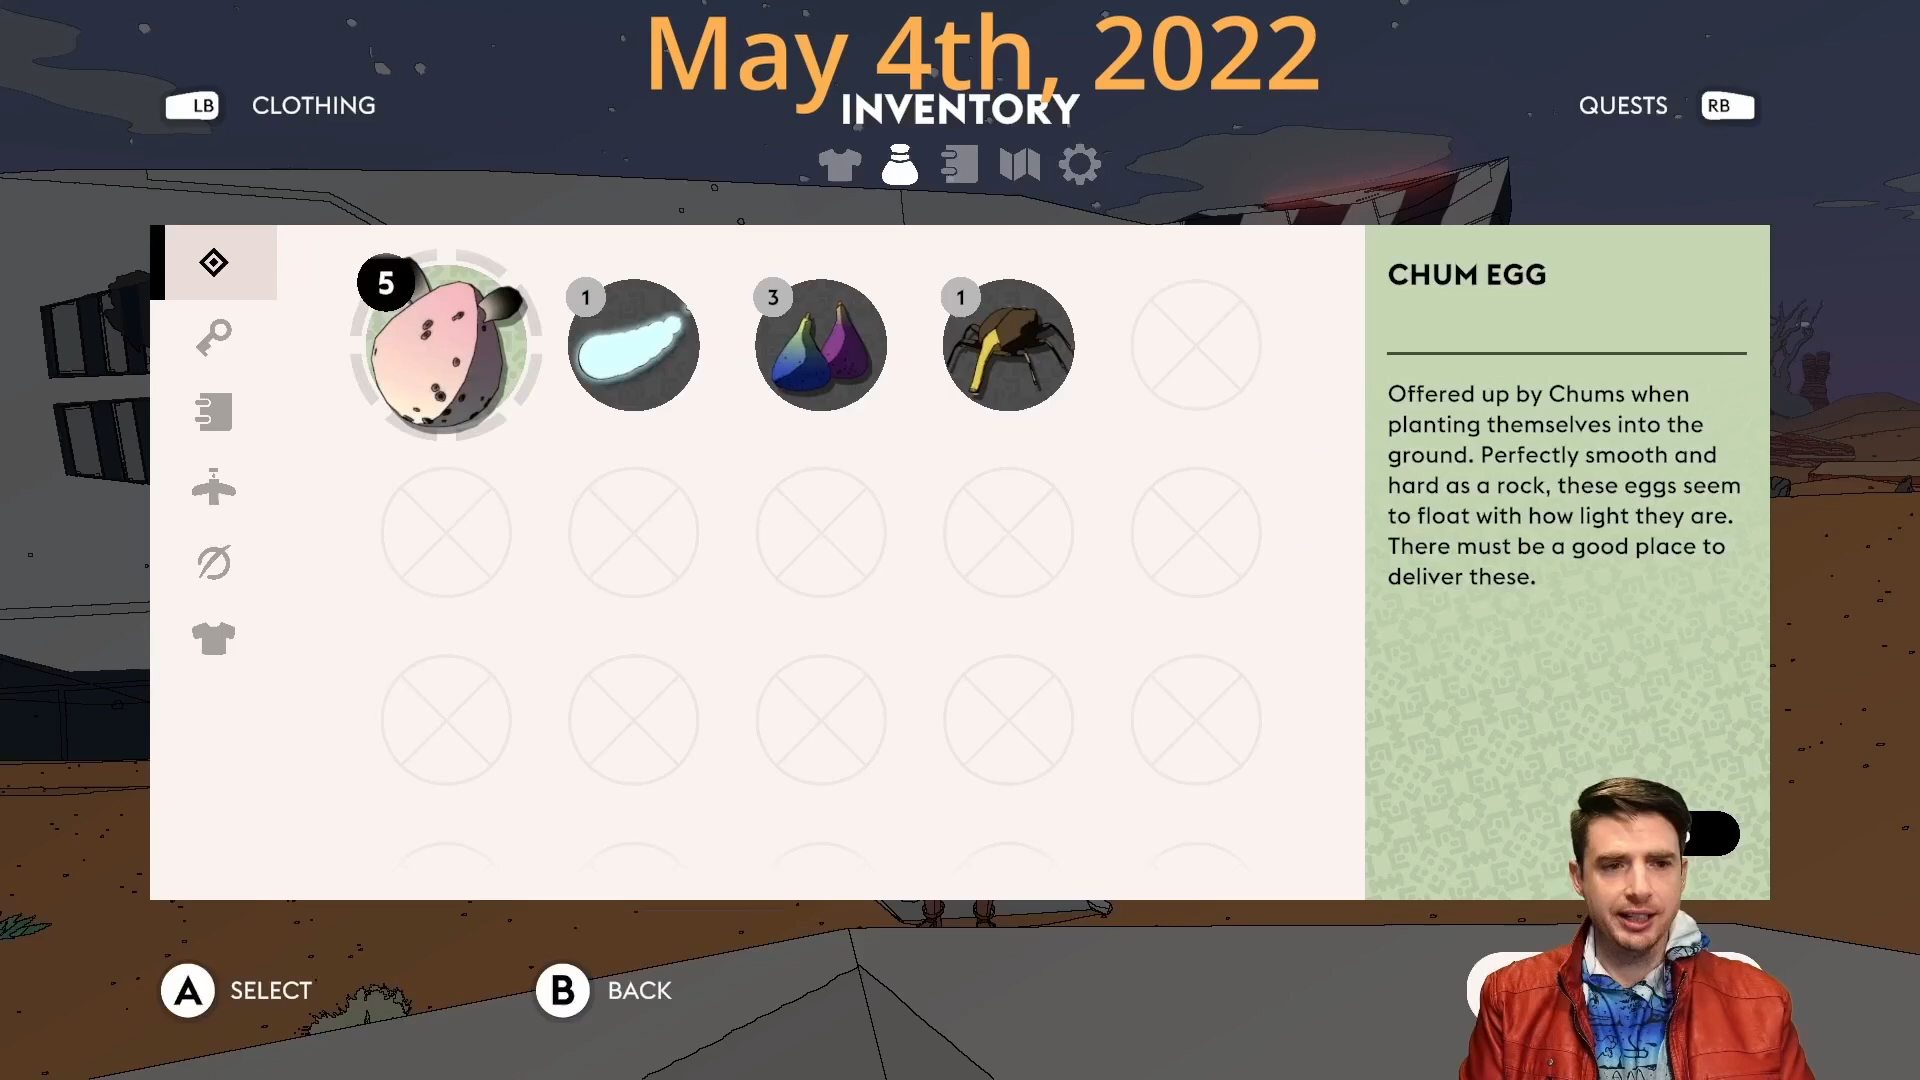 May 4th, 2022
LB CLOTHING
INVENTORY
QUESTS RB
5
1
3
1
CHUM EGG
Offered up by Chums when
planting themselves into the
ground. Perfectly smooth and
hard as a rock, these eggs seem
to float with how light they are.
There must be a good place to
deliver these.
A SELECT
B BACK